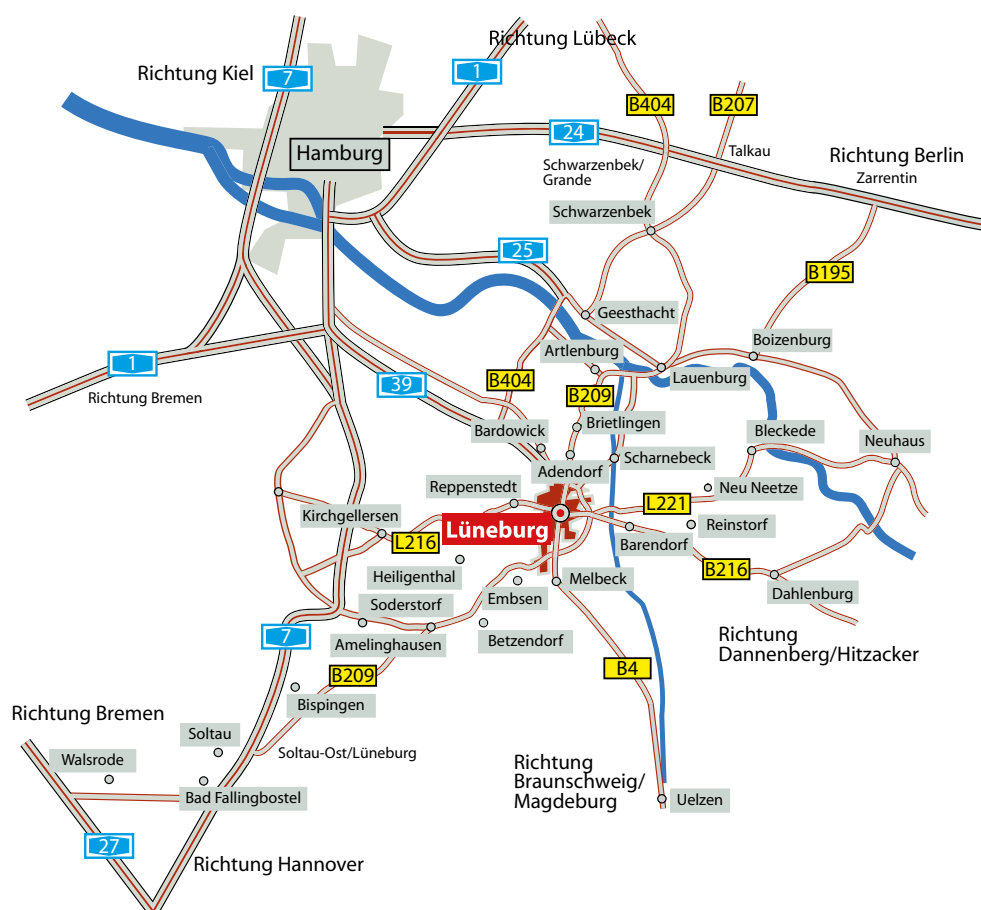 Richtung Lübeck
Richtung Kiel
7
1
B404
B207
24
Hamburg
Talkau
Richtung Berlin
Zarrentin
Schwarzenbek/
Grande
Schwarzenbek
25
B195
Geesthacht
Boizenburg
Artlenburg
1
39
B404
Lauenburg
Richtung Bremen
B209
Brietlingen
Bardowick
Bleckede
Neuhaus
Adendorf
Scharnebeck
Reppenstedt
Neu Neetze
L221
Kirchgellersen
Lüneburg
Reinstorf
L216
Barendorf
Heiligenthal
B216
Melbeck
Dahlenburg
Embsen
Soderstorf
7
Amelinghausen
Betzendorf
Richtung
Dannenberg/Hitzacker
B209
B4
Bispingen
Richtung Bremen
Soltau
Soltau-Ost/Lüneburg
Walsrode
Richtung
Braunschweig/
Magdeburg
Bad Fallingbostel
Uelzen
27
Richtung Hannover